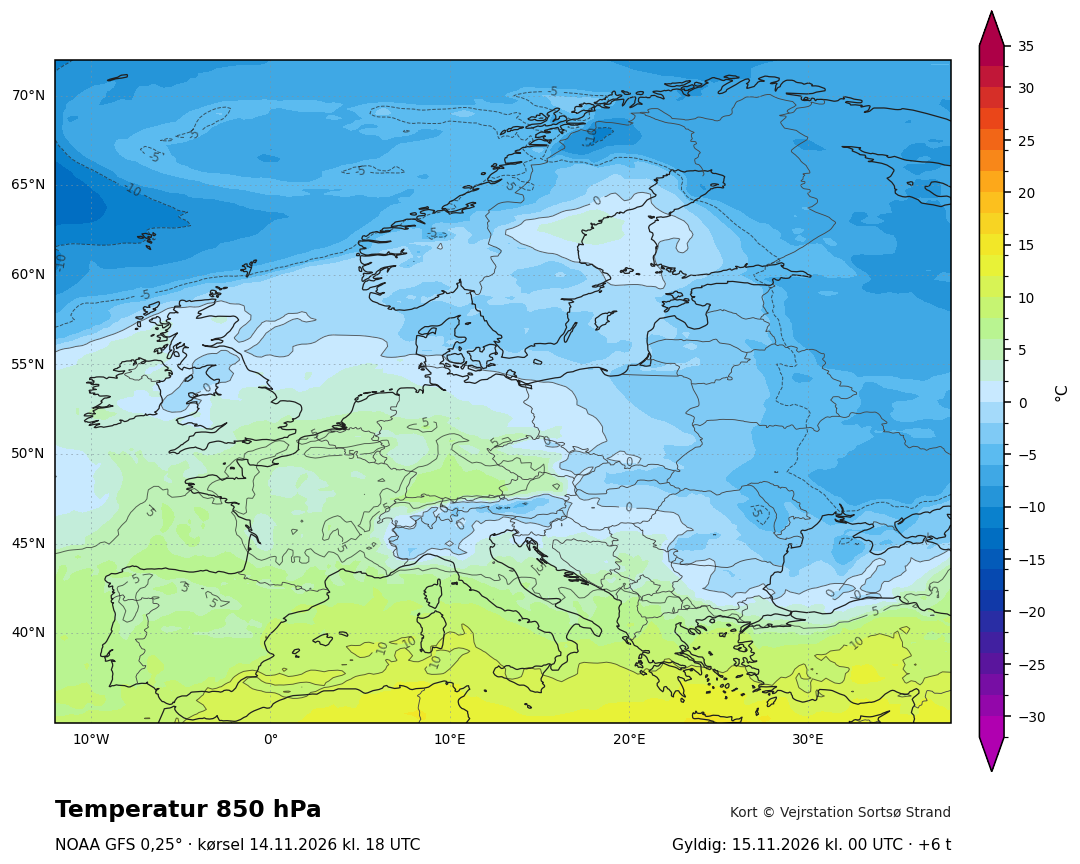 70°N
65°N
60°N
55°N
50°N
45°N
40°N
10°W
0°
10°E
20°E
30°E
35
30
25
20
15
10
5
0
−5
−10
−15
−20
−25
−30
°C
Temperatur 850 hPa
Kort © Vejrstation Sortsø Strand
NOAA GFS 0,25° · kørsel 14.11.2026 kl. 18 UTC
Gyldig: 15.11.2026 kl. 00 UTC · +6 t